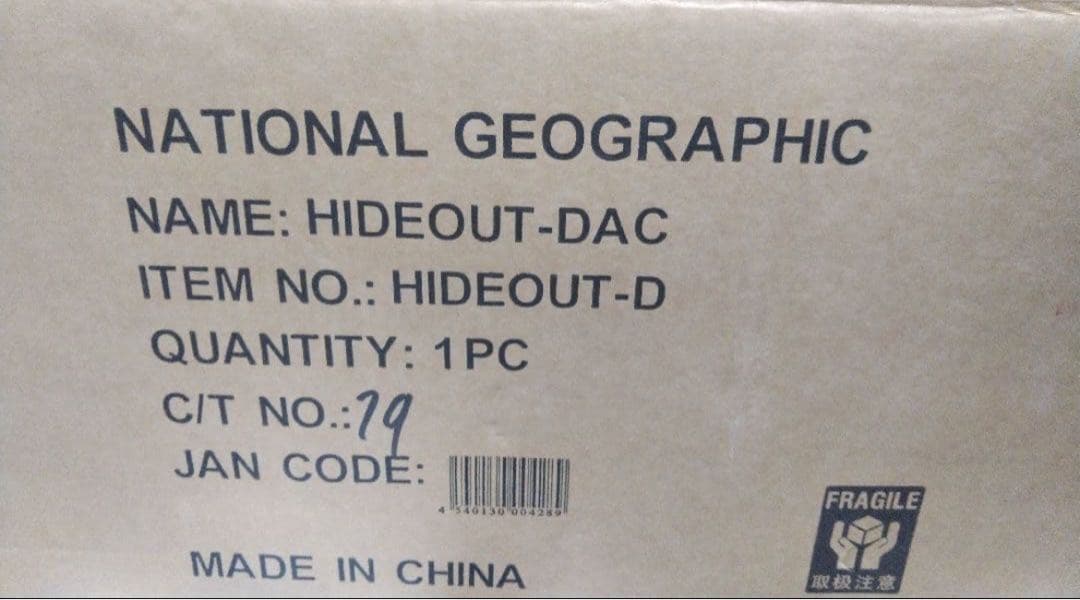 NATIONAL GEOGRAPHIC
NAME: HIDEOUT-DAC
ITEM NO.: HIDEOUT-D
QUANTITY: 1PC
C/T NO.:79
JAN CODE:
4 540130 004289
MADE IN CHINA
FRAGILE
取极注意